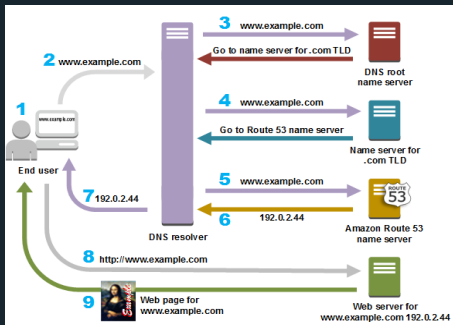 3 www.example.com
Go to name server for .com TLD
DNS root
name server
2 www.example.com
1
www.example.com
4 www.example.com
Go to Route 53 name server
Name server for
.com TLD
End user
5 www.example.com
7 192.0.2.44
6 192.0.2.44
ROUTE
53
Amazon Route 53
name server
DNS resolver
8 http://www.example.com
9
Example
Web page for
www.example.com
Web server for
www.example.com 192.0.2.44